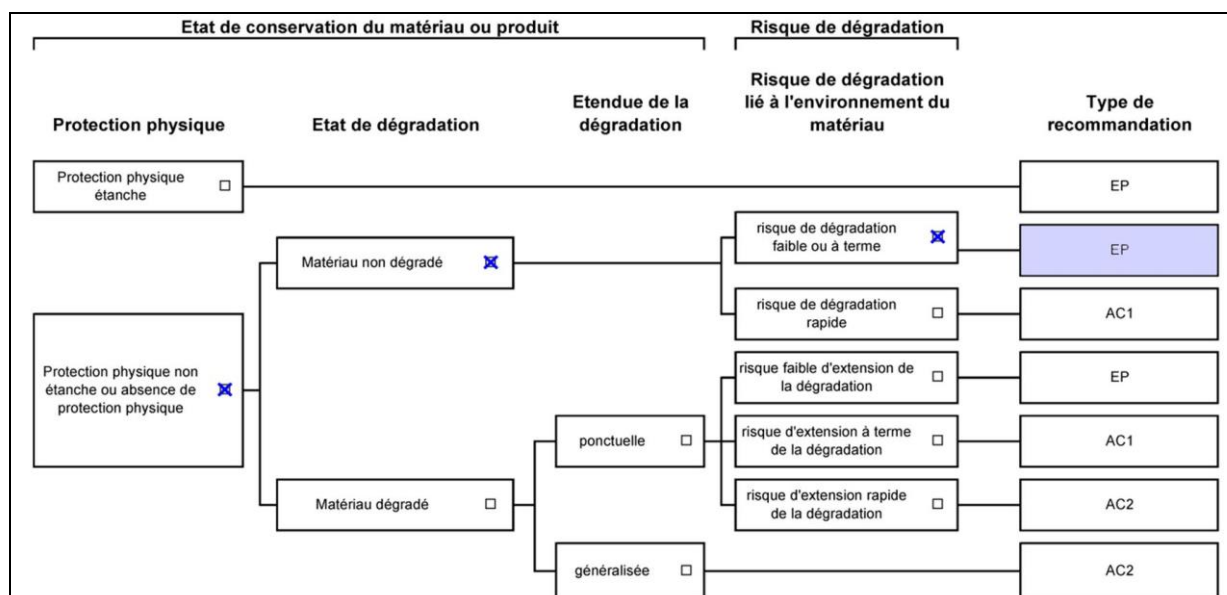 Etat de conservation du matériau ou produit
Risque de dégradation
Protection physique
Etat de dégradation
Etendue de la
dégradation
Risque de dégradation
lié à l'environnement du
matériau
Type de
recommandation
Protection physique
étanche
EP
Matériau non dégradé
risque de dégradation
faible ou à terme
EP
risque de dégradation
rapide
AC1
Protection physique non
étanche ou absence de
protection physique
risque faible d'extension de
la dégradation
EP
ponctuelle
risque d'extension à terme
de la dégradation
AC1
Matériau dégradé
risque d'extension rapide
de la dégradation
AC2
généralisée
AC2